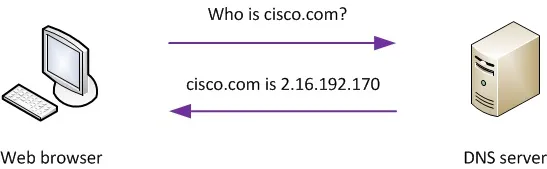 Who is cisco.com?
cisco.com is 2.16.192.170
Web browser
DNS server